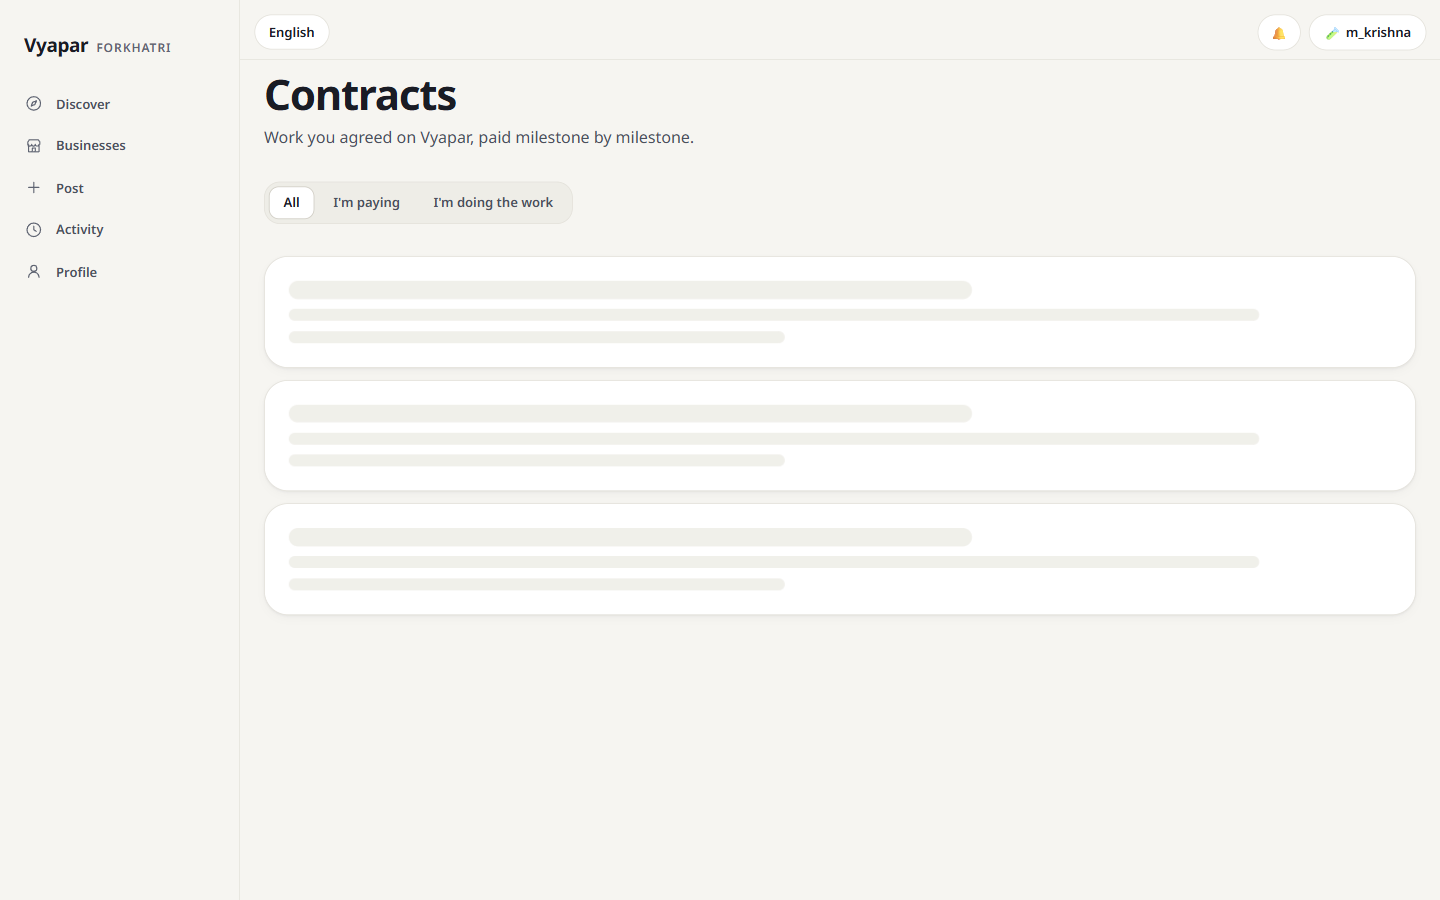 Vyapar FORKHATRI
Discover
Businesses
Post
Activity
Profile
English
m_krishna
Contracts
Work you agreed on Vyapar, paid milestone by milestone.
All
I'm paying
I'm doing the work